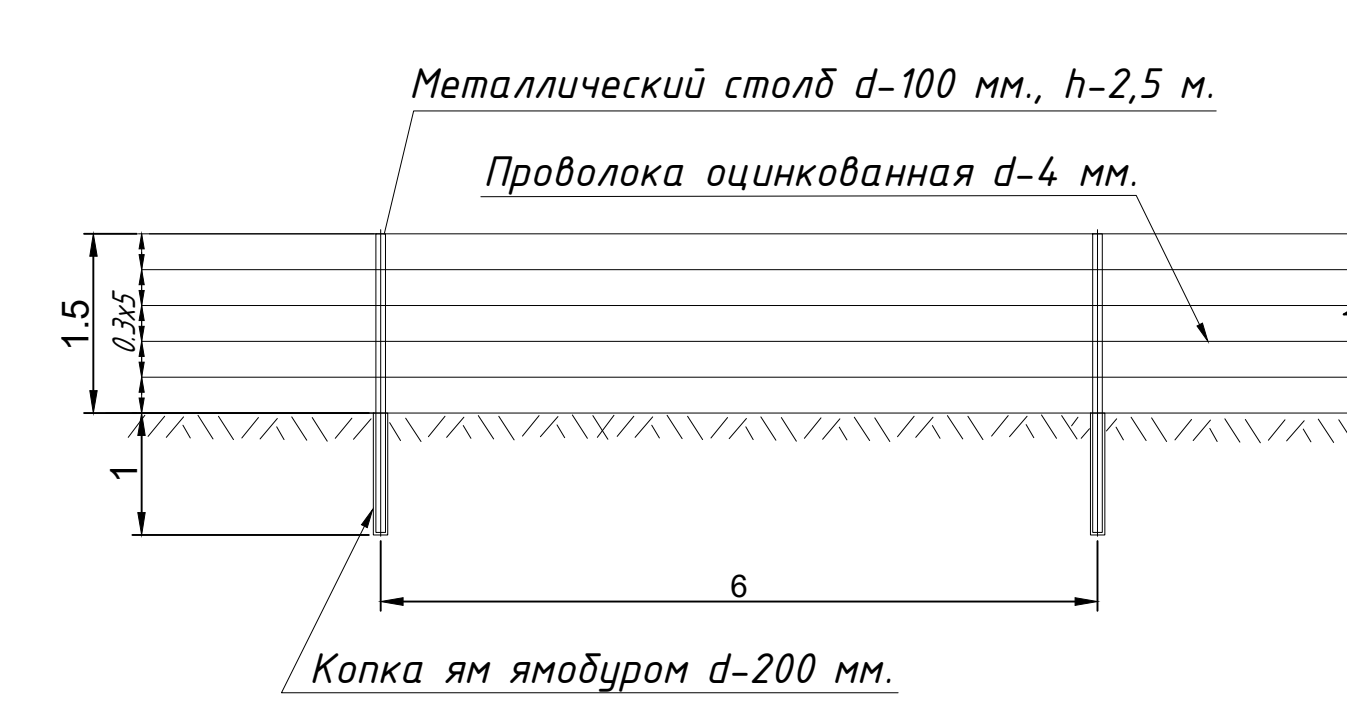 Металлический столб d-100 мм., h-2,5 м.
Проволока оцинкованная d-4 мм.
1.5
0.3x5
1
6
Копка ям ямобуром d-200 мм.